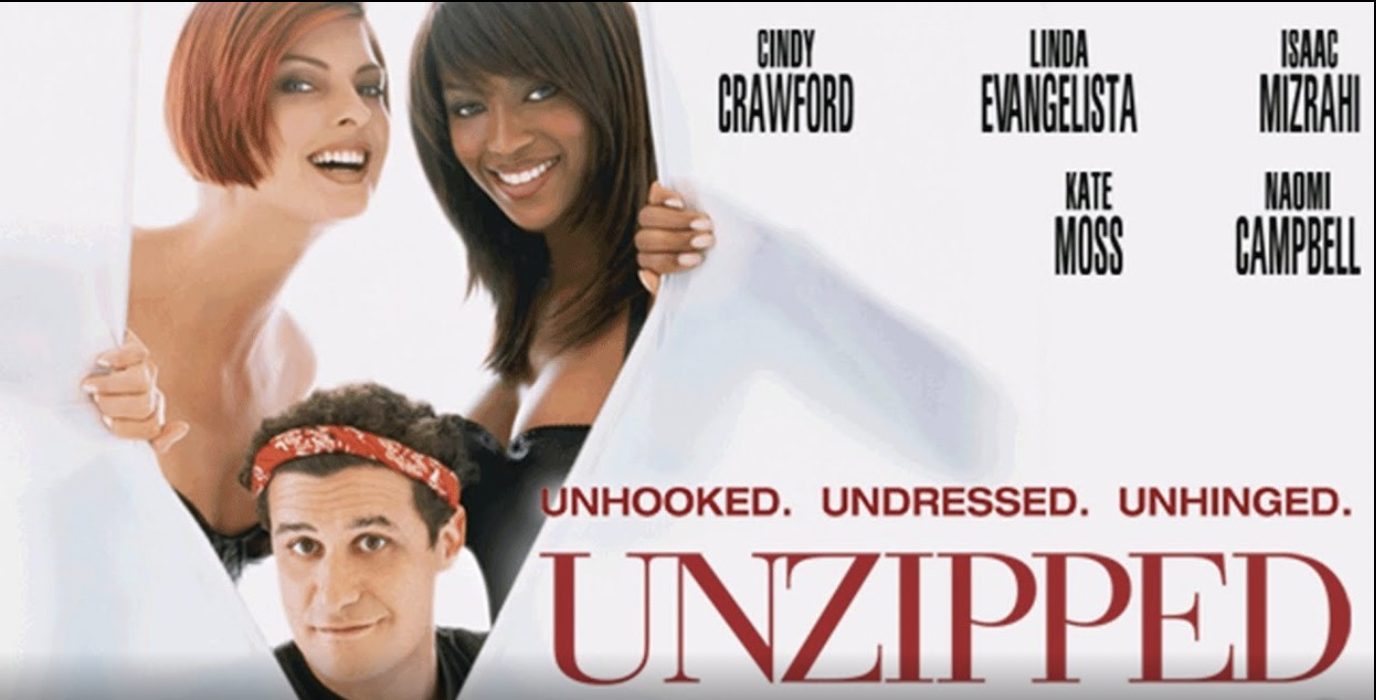 CINDY
CRAWFORD
LINDA
EVANGELISTA
ISAAC
MIZRAHI
KATE
MOSS
NAOMI
CAMPBELL
UNHOOKED. UNDRESSED. UNHINGED.
UNZIPPED